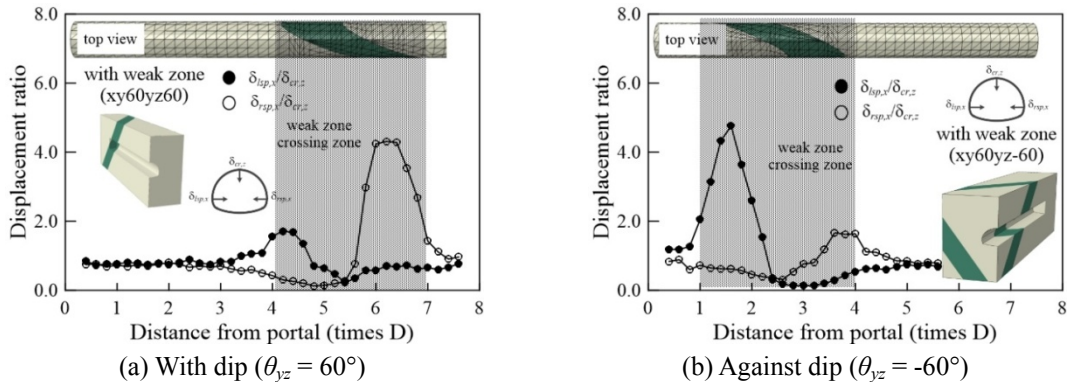 8.0
6.0
4.0
2.0
0.0
Displacement ratio
top view
with weak zone
(xy60yz60)
δlsp,x/δcr,z
δrsp,x/δcr,z
weak zone
crossing zone
δcr,z
δlsp,x
δrsp,x
0 1 2 3 4 5 6 7 8
Distance from portal (times D)
(a) With dip (θyz = 60°)
8.0
6.0
4.0
2.0
0.0
Displacement ratio
top view
δcr,z
δlsp,x
δrsp,x
δlsp,x/δcr,z
δrsp,x/δcr,z
with weak zone
(xy60yz-60)
weak zone
crossing zone
0 1 2 3 4 5 6 7 8
Distance from portal (times D)
(b) Against dip (θyz = -60°)